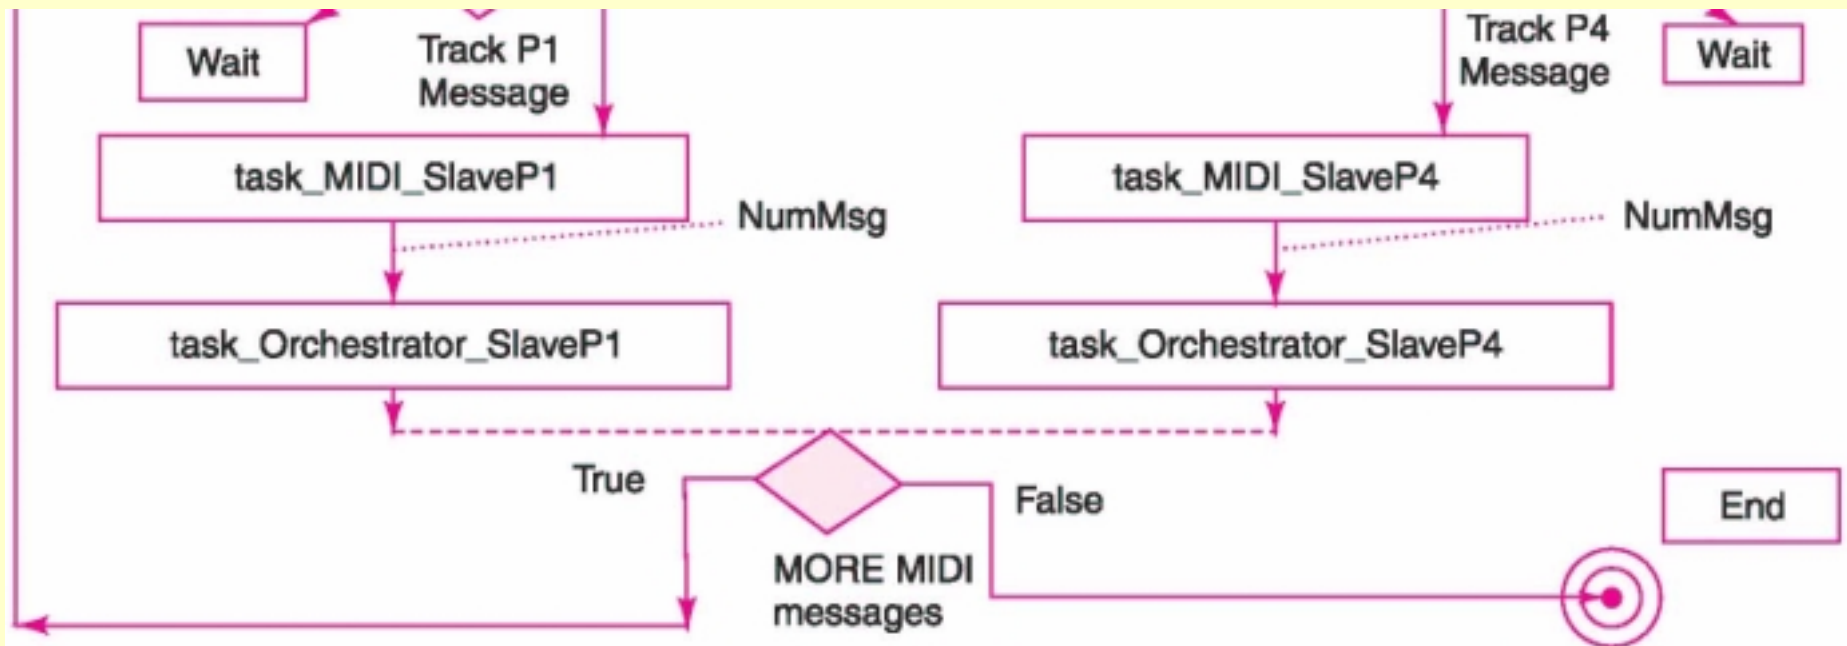 Wait
Track P1
Message
Track P4
Message
Wait
task_MIDI_SlaveP1
task_MIDI_SlaveP4
NumMsg
NumMsg
task_Orchestrator_SlaveP1
task_Orchestrator_SlaveP4
True
False
End
MORE MIDI
messages